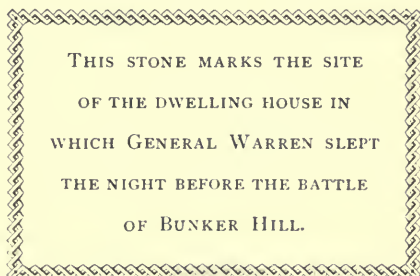 THIS STONE MARKS THE SITE
OF THE DWELLING HOUSE IN
WHICH GENERAL WARREN SLEPT
THE NIGHT BEFORE THE BATTLE
OF BUNKER HILL.